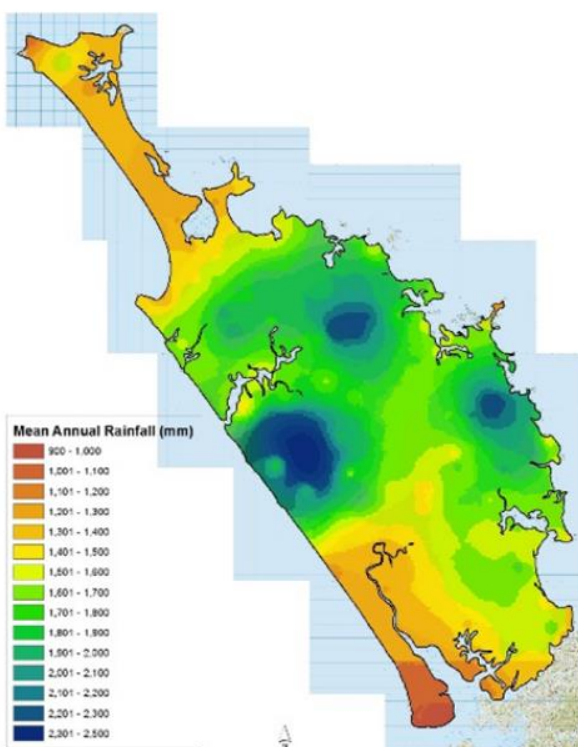 Mean Annual Rainfall (mm)
900 - 1,000
1,001 - 1,100
1,101 - 1,200
1,201 - 1,300
1,301 - 1,400
1,401 - 1,500
1,501 - 1,600
1,601 - 1,700
1,701 - 1,800
1,801 - 1,900
1,901 - 2,000
2,001 - 2,100
2,101 - 2,200
2,201 - 2,300
2,301 - 2,500